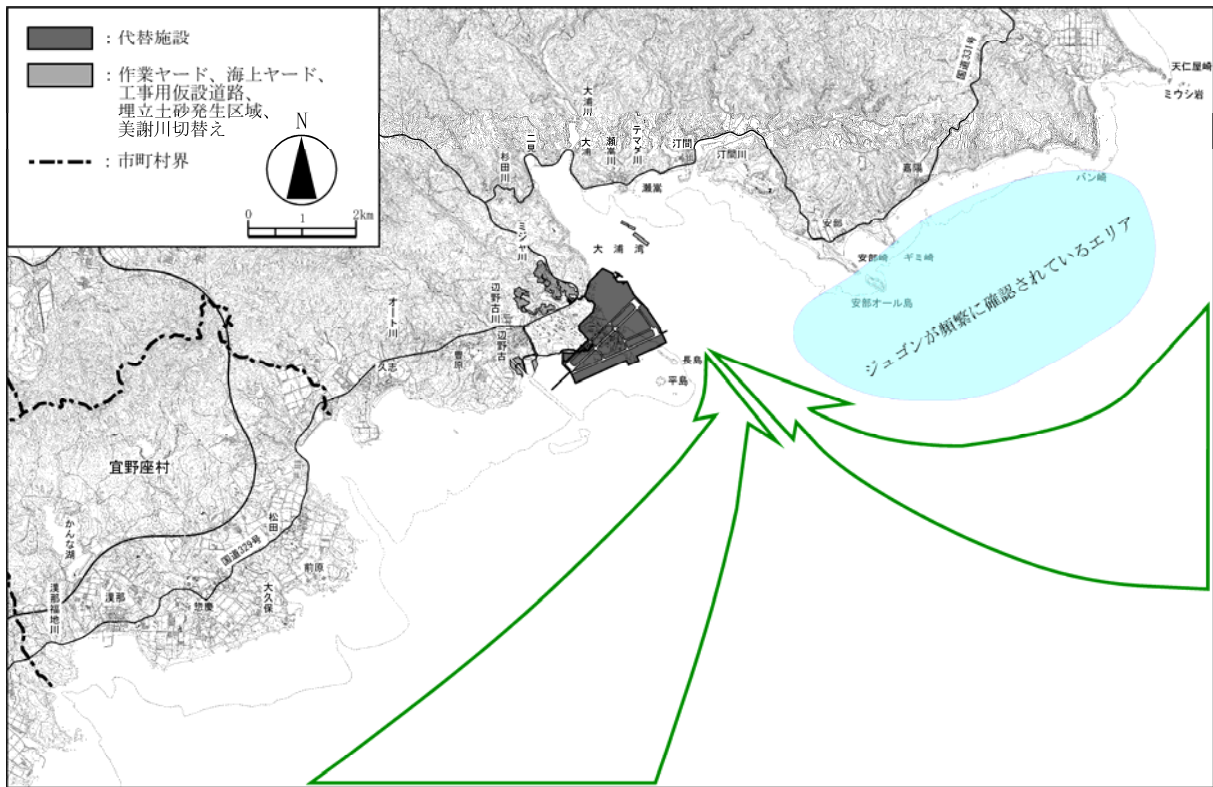 ：代替施設
：作業ヤード、海上ヤード、
工事用仮設道路、
埋立土砂発生区域、
美謝川切替え
：市町村界
N
0 1 2km
国道331号
天仁屋崎
ミウシ岩
バン崎
嘉陽
安部
安部崎
ギミ崎
安部オール島
ジュゴンが頻繁に確認されているエリア
汀間川
汀間
テマダ川
瀬嵩川
瀬嵩
大浦川
大浦
二見
杉田川
大浦湾
ミジャ川
辺野古川
辺野古
長島
平島
オート川
豊原
久志
宜野座村
かんな湖
松田
国道329号
前原
大久保
惣慶
漢那
漢那福地川